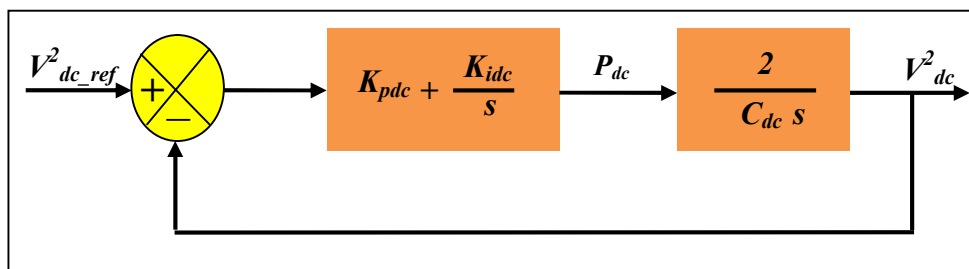 V²dc_ref
+
−
Kpdc + Kidc
s
Pdc
2
Cdc s
V²dc